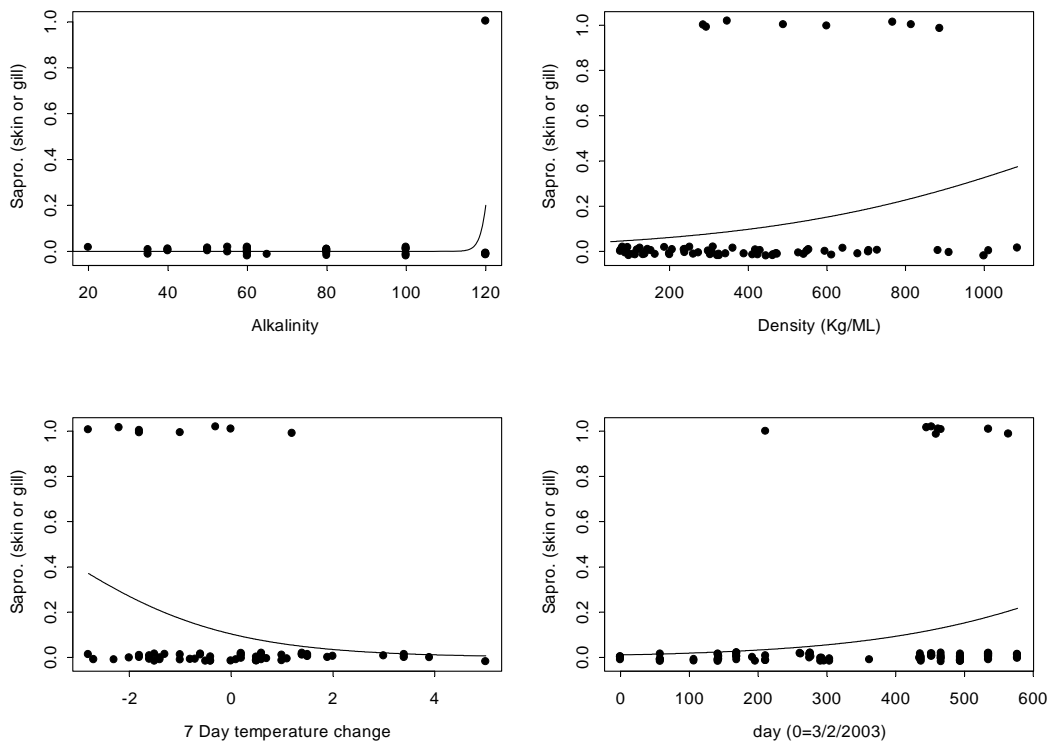 Sapro. (skin or gill)
1.0
0.8
0.6
0.4
0.2
0.0
20 40 60 80 100 120
Alkalinity
Sapro. (skin or gill)
1.0
0.8
0.6
0.4
0.2
0.0
200 400 600 800 1000
Density (Kg/ML)
Sapro. (skin or gill)
1.0
0.8
0.6
0.4
0.2
0.0
-2 0 2 4
7 Day temperature change
Sapro. (skin or gill)
1.0
0.8
0.6
0.4
0.2
0.0
0 100 200 300 400 500 600
day (0=3/2/2003)